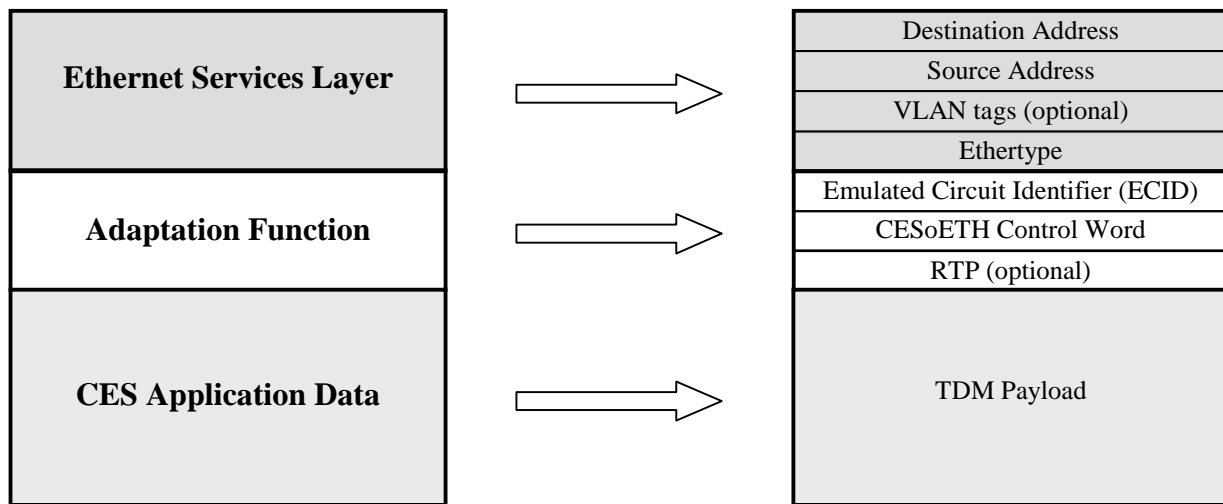 Ethernet Services Layer
Adaptation Function
CES Application Data
Destination Address
Source Address
VLAN tags (optional)
Ethertype
Emulated Circuit Identifier (ECID)
CESoETH Control Word
RTP (optional)
TDM Payload